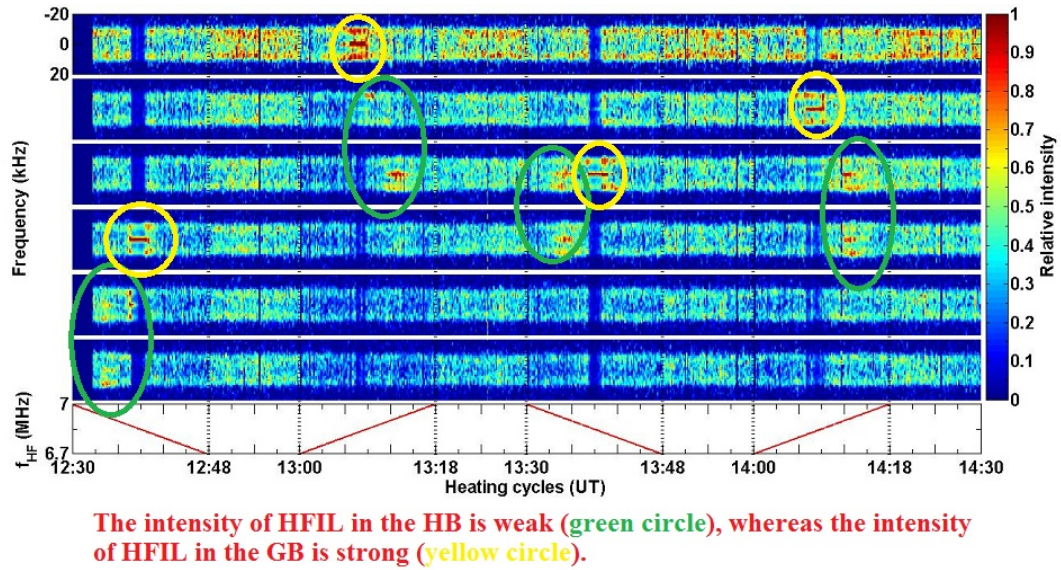 -20
0
20
Frequency (kHz)
1
0.9
0.8
0.7
0.6
0.5
0.4
0.3
0.2
0.1
0
Relative intensity
7
6.7
fHF (MHz)
12:30 12:48 13:00 13:18 13:30 13:48 14:00 14:18 14:30
Heating cycles (UT)
The intensity of HFIL in the HB is weak (green circle), whereas the intensity
of HFIL in the GB is strong (yellow circle).